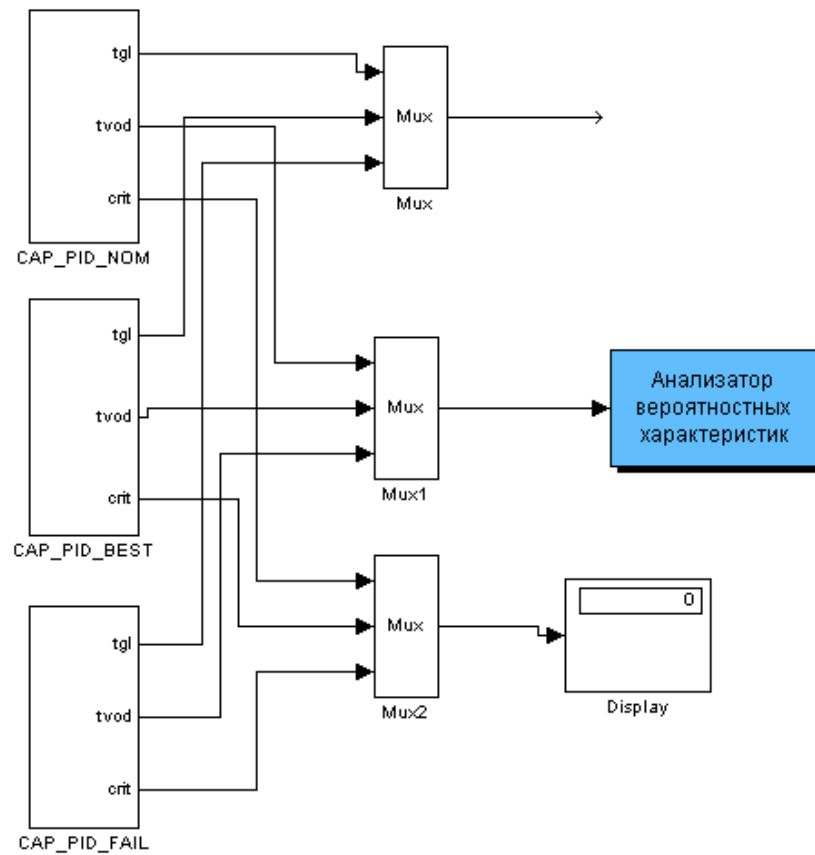 tgl
tvod
crit
CAP_PID_NOM
Mux
Mux
tgl
tvod
crit
CAP_PID_BEST
Mux
Mux1
Анализатор
вероятностных
характеристик
tgl
tvod
crit
CAP_PID_FAIL
Mux
Mux2
0
Display